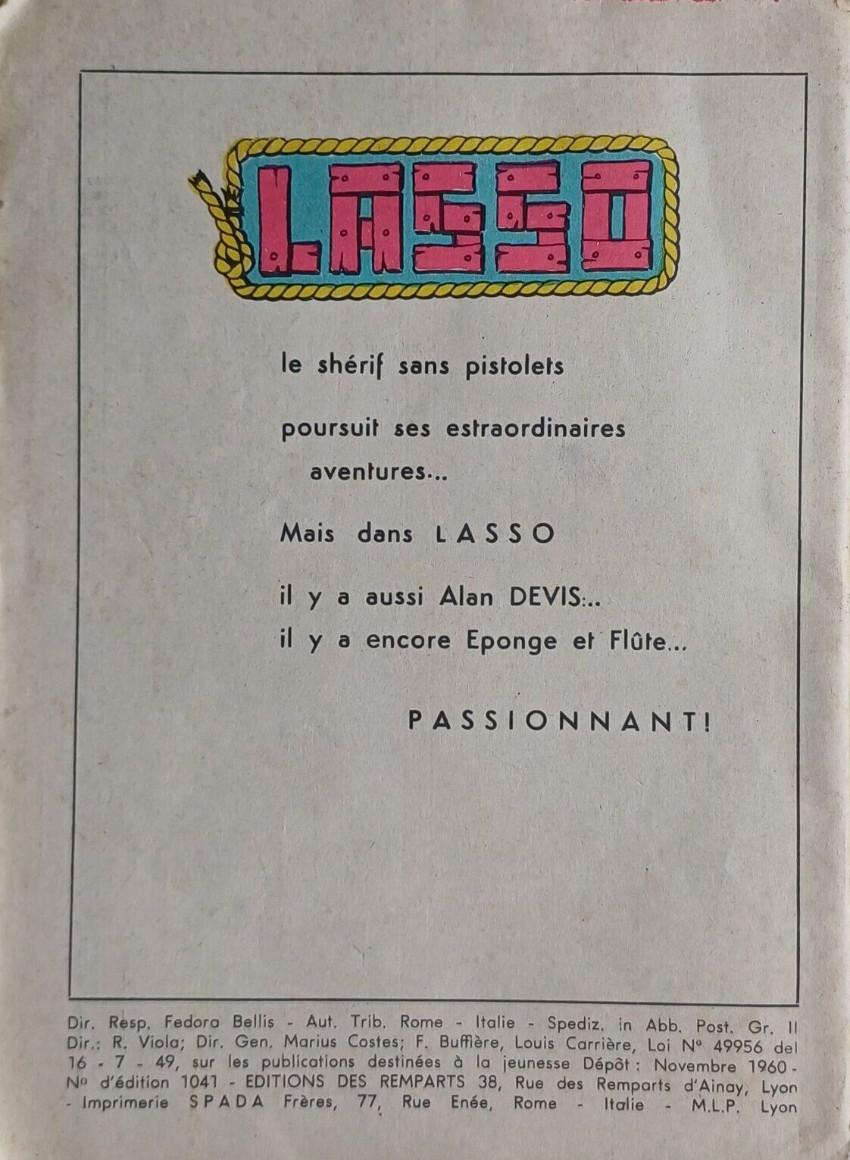 LASSO
le shérif sans pistolets
poursuit ses estraordinaires
aventures...
Mais dans LASSO
il y a aussi Alan DEVIS...
il y a encore Eponge et Flûte...
PASSIONNANT!
Dir. Resp. Fedora Bellis - Aut. Trib. Rome - Italie - Spediz. in Abb. Post. Gr. II
Dir.: R. Viola; Dir. Gen. Marius Costes; F. Buffière, Louis Carrière, Loi Nº 49956 del
16 - 7 - 49, sur les publications destinées à la jeunesse Dépôt : Novembre 1960 -
Nº d'édition 1041 - EDITIONS DES REMPARTS 38, Rue des Remparts d'Ainay, Lyon
- Imprimerie SPADA Frères, 77, Rue Enée, Rome - Italie - M.L.P. Lyon